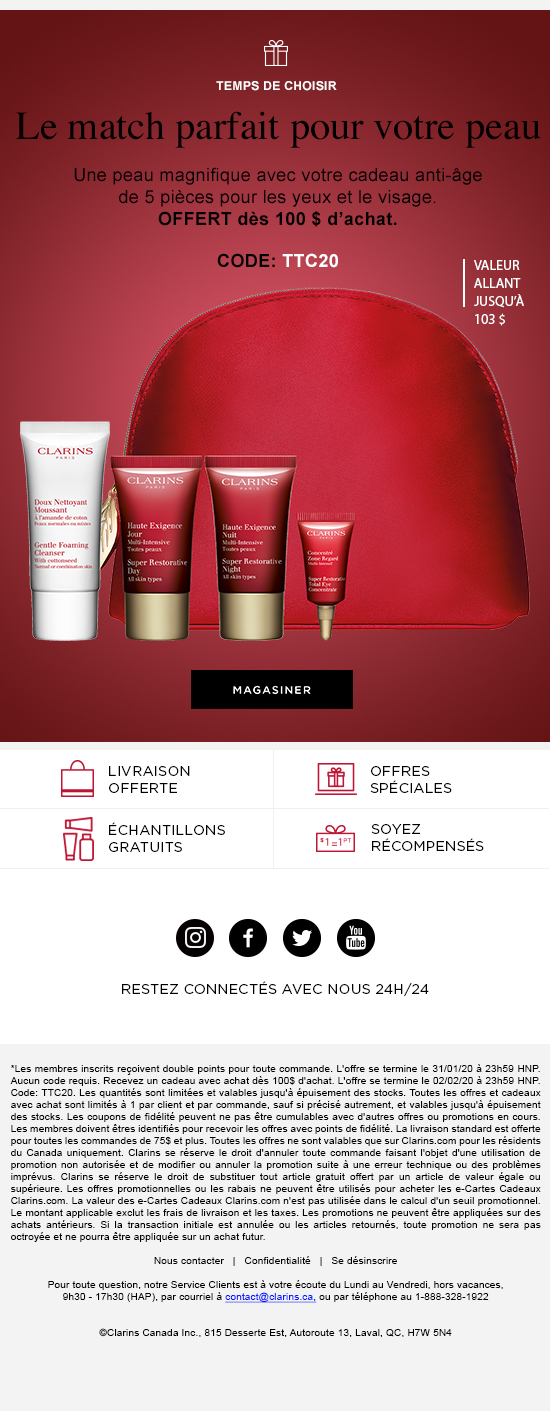 TEMPS DE CHOISIR
Le match parfait pour votre peau
Une peau magnifique avec votre cadeau anti-âge
de 5 pièces pour les yeux et le visage.
OFFERT dès 100 $ d'achat.
CODE: TTC20
VALEUR
ALLANT
JUSQU'À
103 $
CLARINS
PARIS
Doux Nettoyant
Moussant
À l'amande de coton
Peaux normales ou mixtes
Gentle Foaming
Cleanser
With cottonseed
Normal or combination skin
CLARINS
PARIS
Haute Exigence
Jour
Multi-Intensive
Toutes peaux
Super Restorative
Day
All skin types
CLARINS
PARIS
Haute Exigence
Nuit
Multi-Intensive
Toutes peaux
Super Restorative
Night
All skin types
CLARINS
PARIS
Concentré
Zone Regard
Multi-Intensif
Super Restorative
Total Eye
Concentrate
MAGASINER
LIVRAISON
OFFERTE
OFFRES
SPÉCIALES
ÉCHANTILLONS
GRATUITS
$1=1PT
SOYEZ
RÉCOMPENSÉS
You
Tube
RESTEZ CONNECTÉS AVEC NOUS 24H/24
*Les membres inscrits reçoivent double points pour toute commande. L'offre se termine le 31/01/20 à 23h59 HNP.
Aucun code requis. Recevez un cadeau avec achat dès 100$ d'achat. L'offre se termine le 02/02/20 à 23h59 HNP.
Code: TTC20. Les quantités sont limitées et valables jusqu'à épuisement des stocks. Toutes les offres et cadeaux
avec achat sont limités à 1 par client et par commande, sauf si précisé autrement, et valables jusqu'à épuisement
des stocks. Les coupons de fidélité peuvent ne pas être cumulables avec d'autres offres ou promotions en cours.
Les membres doivent êtres identifiés pour recevoir les offres avec points de fidélité. La livraison standard est offerte
pour toutes les commandes de 75$ et plus. Toutes les offres ne sont valables que sur Clarins.com pour les résidents
du Canada uniquement. Clarins se réserve le droit d'annuler toute commande faisant l'objet d'une utilisation de
promotion non autorisée et de modifier ou annuler la promotion suite à une erreur technique ou des problèmes
imprévus. Clarins se réserve le droit de substituer tout article gratuit offert par un article de valeur égale ou
supérieure. Les offres promotionnelles ou les rabais ne peuvent être utilisés pour acheter les e-Cartes Cadeaux
Clarins.com. La valeur des e-Cartes Cadeaux Clarins.com n'est pas utilisée dans le calcul d'un seuil promotionnel.
Le montant applicable exclut les frais de livraison et les taxes. Les promotions ne peuvent être appliquées sur des
achats antérieurs. Si la transaction initiale est annulée ou les articles retournés, toute promotion ne sera pas
octroyée et ne pourra être appliquée sur un achat futur.
Nous contacter | Confidentialité | Se désinscrire
Pour toute question, notre Service Clients est à votre écoute du Lundi au Vendredi, hors vacances,
9h30 - 17h30 (HAP), par courriel à contact@clarins.ca, ou par téléphone au 1-888-328-1922
©Clarins Canada Inc., 815 Desserte Est, Autoroute 13, Laval, QC, H7W 5N4